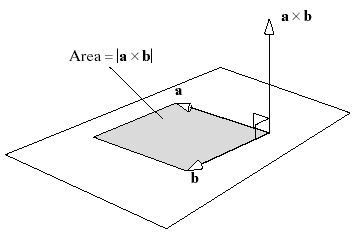 a × b
Area = |a × b|
a
b